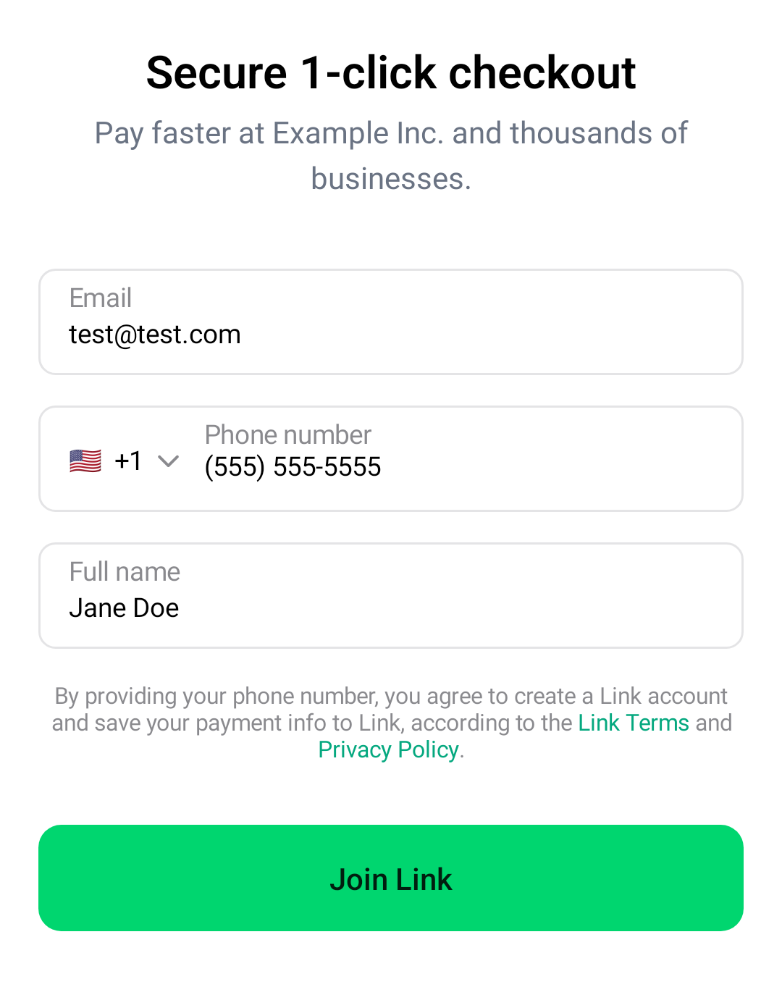 Secure 1-click checkout
Pay faster at Example Inc. and thousands of
businesses.
Email
test@test.com
+1
Phone number
(555) 555-5555
Full name
Jane Doe
By providing your phone number, you agree to create a Link account
and save your payment info to Link, according to the Link Terms and
Privacy Policy.
Join Link